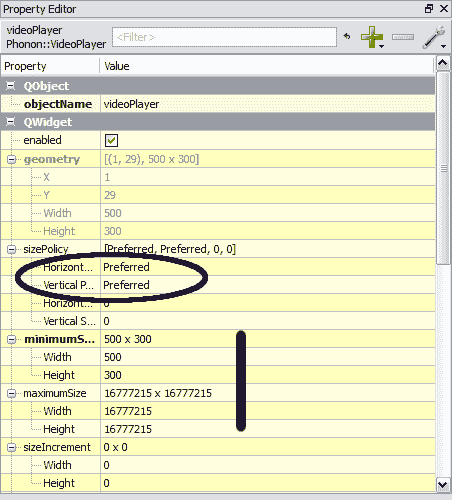 Property Editor
videoPlayer
Phonon::VideoPlayer
<Filter>
Property Value
QObject
objectName videoPlayer
QWidget
enabled
geometry [(1, 29), 500 x 300]
X 1
Y 29
Width 500
Height 300
sizePolicy [Preferred, Preferred, 0, 0]
Horizont... Preferred
Vertical P... Preferred
Horizont... 0
Vertical S... 0
minimumS... 500 x 300
Width 500
Height 300
maximumSize 16777215 x 16777215
Width 16777215
Height 16777215
sizeIncrement 0 x 0
Width 0
Height 0